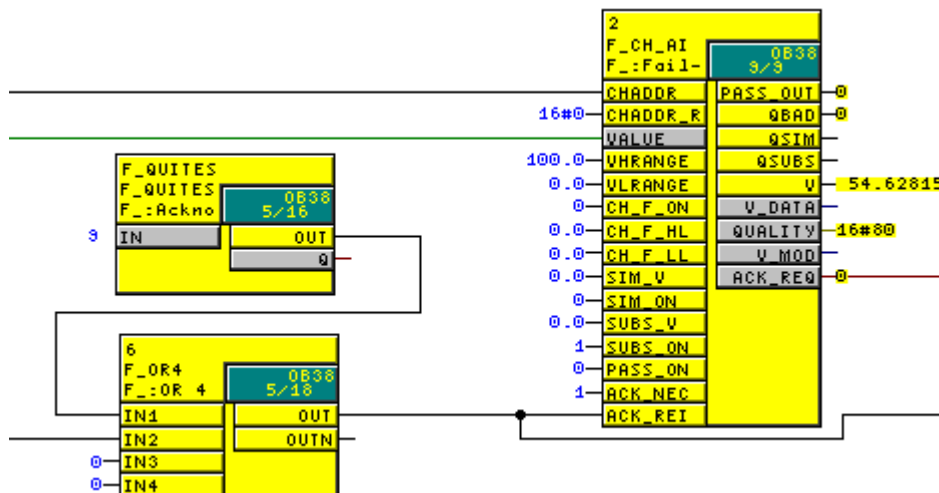 2
F_CH_AI
OB38
F_:Fail-
9/9
CHADDR
PASS_OUT
0
16#0
CHADDR_R
QBAD
0
VALUE
QSIM
100.0
VHRANGE
QSUBS
0.0
VLRANGE
V
54.62815
0
CH_F_ON
V_DATA
0.0
CH_F_HL
QUALITY
16#80
0.0
CH_F_LL
V_MOD
0.0
SIM_V
ACK_REQ
0
0
SIM_ON
0.0
SUBS_V
1
SUBS_ON
0
PASS_ON
1
ACK_NEC
ACK_REI
F_QUITES
F_QUITES
OB38
F_:Ackno
5/16
9
IN
OUT
Q
6
F_OR4
OB38
F_:OR 4
5/18
IN1
OUT
IN2
OUTN
0
IN3
0
IN4